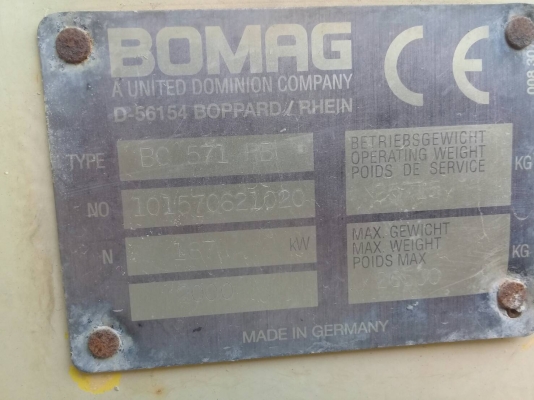 BOMAG
A UNITED DOMINION COMPANY
D-56154 BOPPARD / RHEIN
CE
TYPE BC 571 RB
NO 101570621020
N KW
BETRIEBSGEWICHT
OPERATING WEIGHT
POIDS DE SERVICE
KG
MAX. GEWICHT
MAX. WEIGHT
POIDS MAX
KG
MADE IN GERMANY